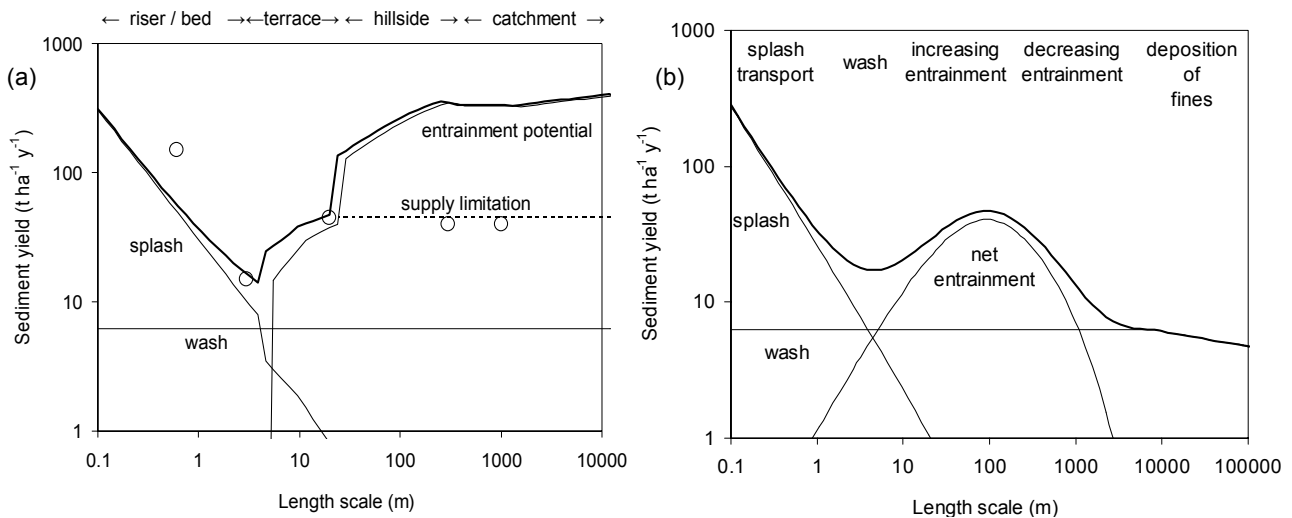 ← riser / bed →←terrace→ ← hillside → ← catchment →
(a)
Sediment yield (t ha⁻¹ y⁻¹)
1000
100
10
1
entrainment potential
supply limitation
splash
wash
0.1 1 10 100 1000 10000
Length scale (m)
(b)
Sediment yield (t ha⁻¹ y⁻¹)
1000
100
10
1
splash
transport
wash
increasing
entrainment
decreasing
entrainment
deposition
of
fines
splash
net
entrainment
wash
0.1 1 10 100 1000 10000 100000
Length scale (m)